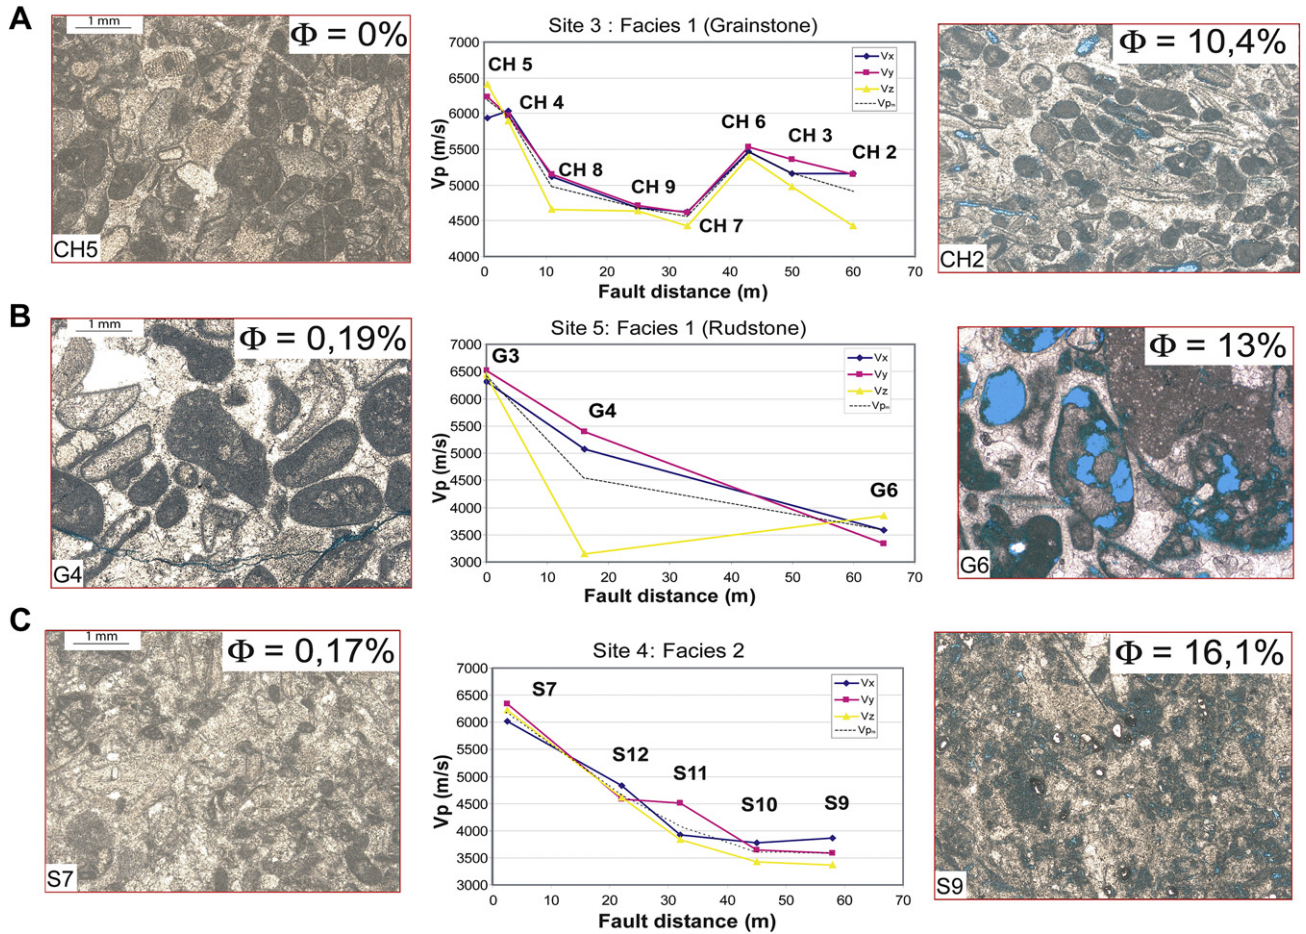 A
1 mm
Φ = 0%
CH5
Site 3 : Facies 1 (Grainstone)
Vp (m/s)
7000
6500
6000
5500
5000
4500
4000
CH 5
CH 4
CH 8
CH 9
CH 7
CH 6
CH 3
CH 2
Vx
Vy
Vz
Vpₘ
0 10 20 30 40 50 60 70
Fault distance (m)
Φ = 10,4%
CH2
B
1 mm
Φ = 0,19%
G4
Site 5: Facies 1 (Rudstone)
Vp (m/s)
7000
6500
6000
5500
5000
4500
4000
3500
3000
G3
G4
G6
Vx
Vy
Vz
Vpₘ
0 10 20 30 40 50 60 70
Fault distance (m)
Φ = 13%
G6
C
1 mm
Φ = 0,17%
S7
Site 4: Facies 2
Vp (m/s)
7000
6500
6000
5500
5000
4500
4000
3500
3000
S7
S12
S11
S10
S9
Vx
Vy
Vz
Vpₘ
0 10 20 30 40 50 60 70
Fault distance (m)
Φ = 16,1%
S9